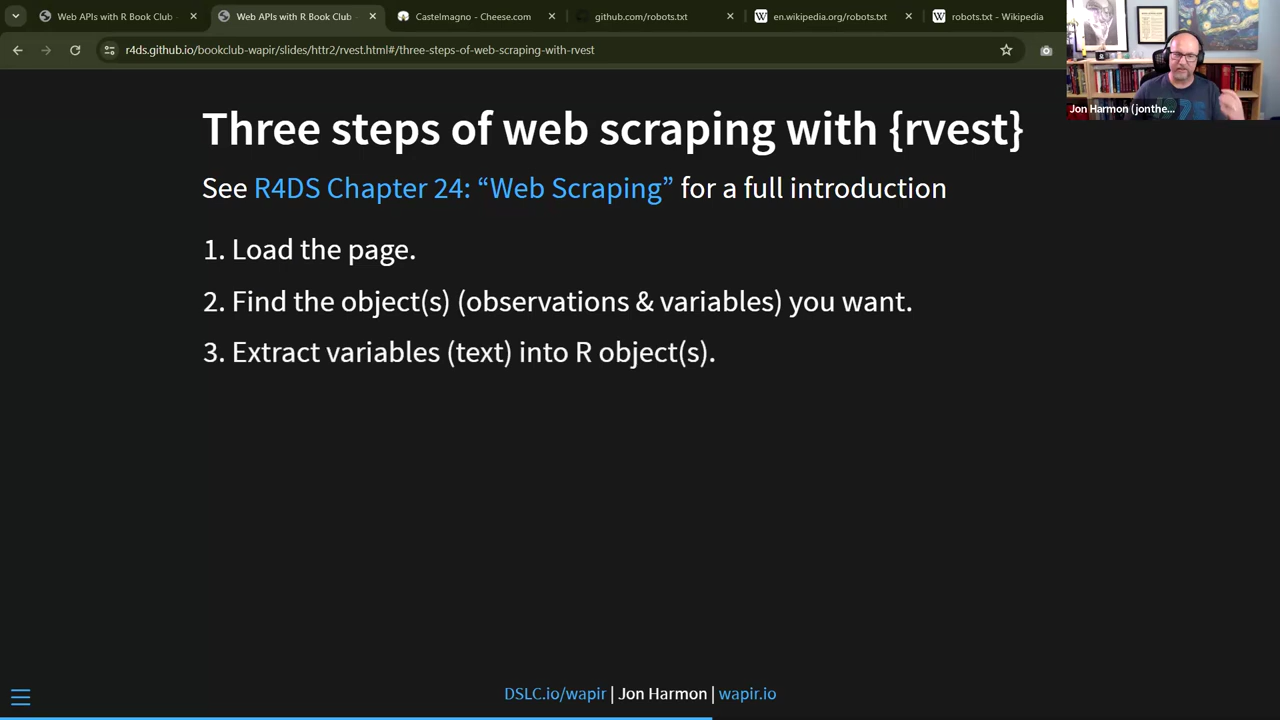 Web APIs with R Book Club
Web APIs with R Book Club
Castelmagno - Cheese.com
github.com/robots.txt
en.wikipedia.org/robots.txt
robots.txt - Wikipedia
r4ds.github.io/bookclub-wapir/slides/httr2/rvest.html#/three-steps-of-web-scraping-with-rvest
Jon Harmon (jonthe...
Three steps of web scraping with {rvest}
See R4DS Chapter 24: “Web Scraping” for a full introduction
1. Load the page.
2. Find the object(s) (observations & variables) you want.
3. Extract variables (text) into R object(s).
DSLC.io/wapir | Jon Harmon | wapir.io